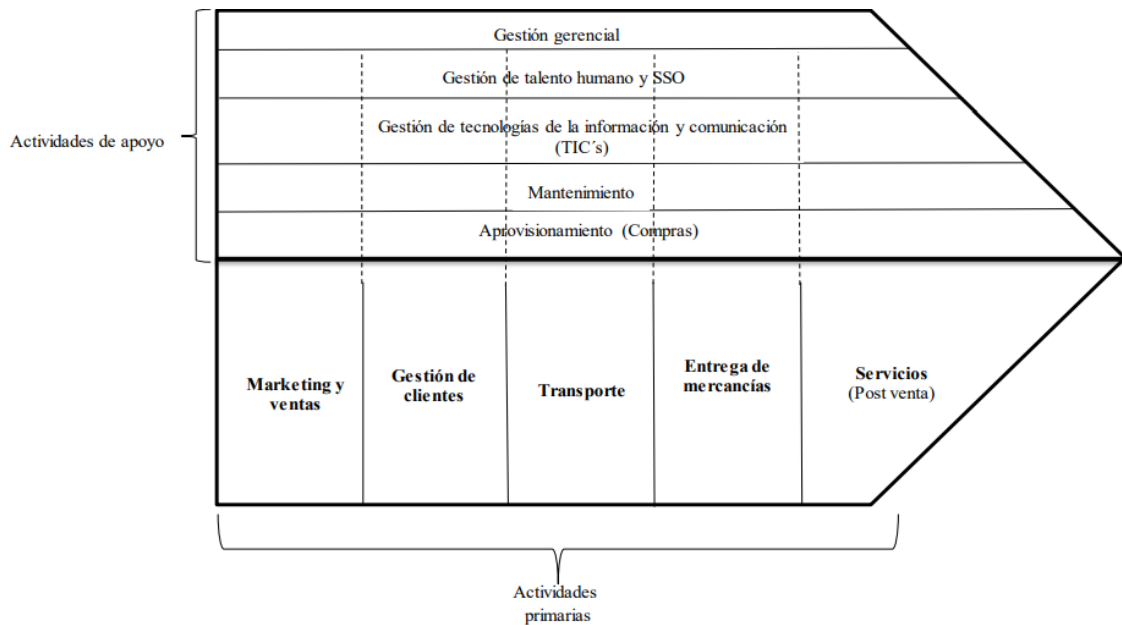 Gestión gerencial
Gestión de talento humano y SSO
Actividades de apoyo
Gestión de tecnologías de la información y comunicación
(TIC´s)
Mantenimiento
Aprovisionamiento (Compras)
Marketing y
ventas
Gestión de
clientes
Transporte
Entrega de
mercancías
Servicios
(Post venta)
Actividades
primarias